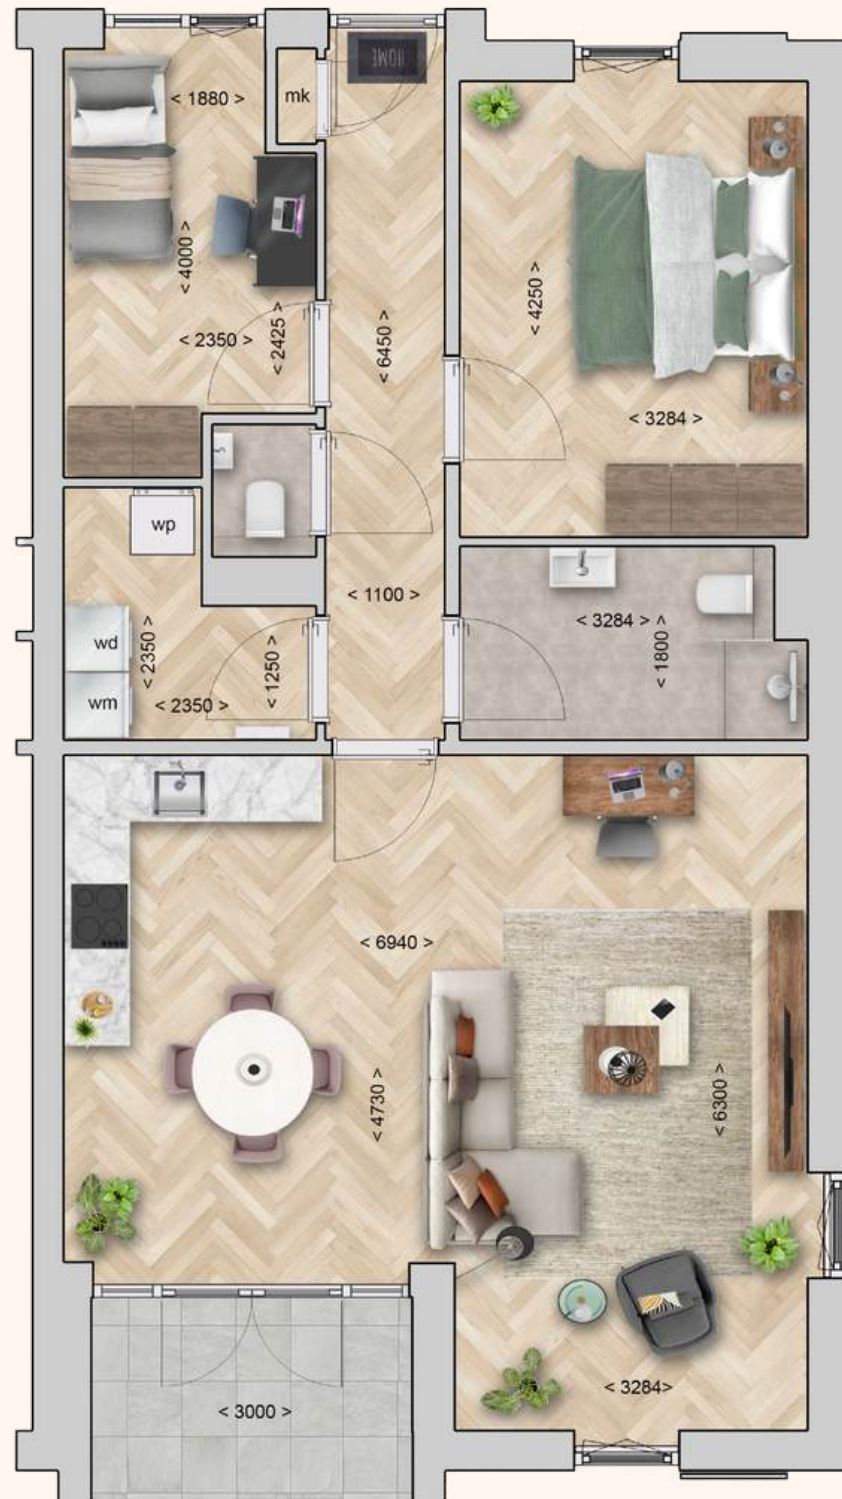 HOME
< 1880 >
mk
< 4000 >
< 2350 >
< 2425 >
< 6450 >
< 4250 >
< 3284 >
wp
wd
wm
< 2350 >
< 2350 >
< 1250 >
< 1100 >
< 3284 >
< 1800 >
< 6940 >
< 4730 >
< 6300 >
< 3284>
< 3000 >